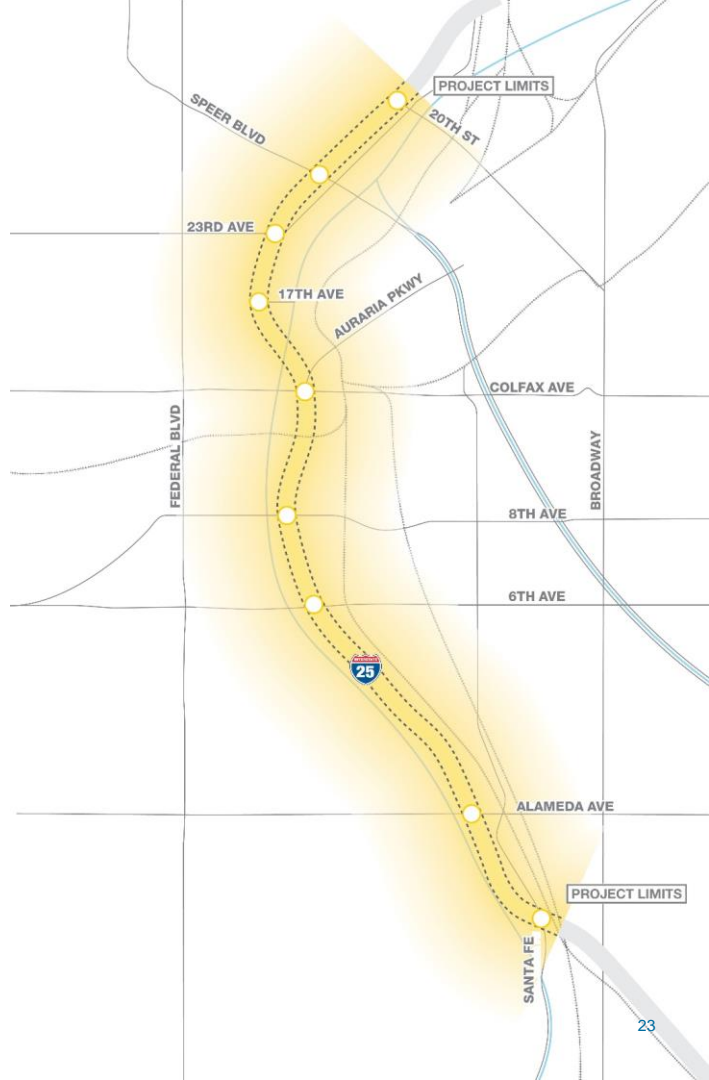 PROJECT LIMITS
SPEER BLVD
20TH ST
23RD AVE
17TH AVE
AURARIA PKWY
COLFAX AVE
FEDERAL BLVD
BROADWAY
8TH AVE
6TH AVE
INTERSTATE
25
ALAMEDA AVE
PROJECT LIMITS
SANTA FE
23